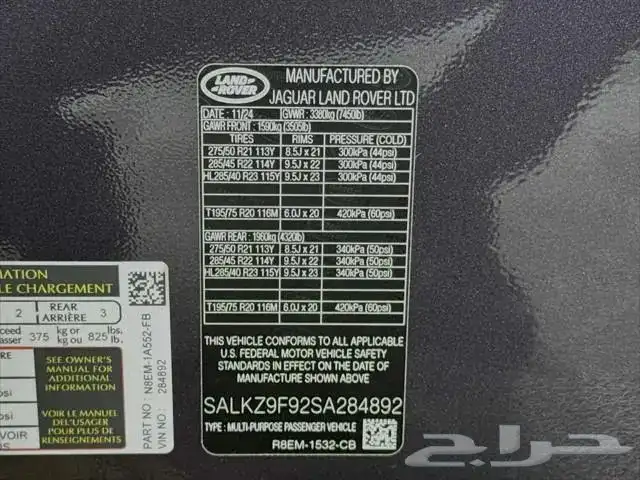 LAND ROVER
MANUFACTURED BY
JAGUAR LAND ROVER LTD
DATE : 11/24 GVWR : 3380kg (7450lb)
GAWR FRONT : 1590kg (3505lb)
TIRES RIMS PRESSURE (COLD)
275/50 R21 113Y 8.5J x 21 300kPa (44psi)
285/45 R22 114Y 9.5J x 22 300kPa (44psi)
HL285/40 R23 115Y 9.5J x 23 300kPa (44psi)
T195/75 R20 116M 6.0J x 20 420kPa (60psi)
GAWR REAR : 1960kg (4320lb)
275/50 R21 113Y 8.5J x 21 340kPa (50psi)
285/45 R22 114Y 9.5J x 22 340kPa (50psi)
HL285/40 R23 115Y 9.5J x 23 340kPa (50psi)
T195/75 R20 116M 6.0J x 20 420kPa (60psi)
THIS VEHICLE CONFORMS TO ALL APPLICABLE
U.S. FEDERAL MOTOR VEHICLE SAFETY
STANDARDS IN EFFECT ON THE DATE OF
MANUFACTURE SHOWN ABOVE
SALKZ9F92SA284892
TYPE : MULTI-PURPOSE PASSENGER VEHICLE
R8EM-1532-CB
CHARGEMENT
2 REAR ARRIÈRE 3
375 kg or kg ou 825 lbs. lb.
SEE OWNER'S
MANUAL FOR
ADDITIONAL
INFORMATION
VOIR LE MANUEL
DEL'USAGER
POUR PLUS DE
RENSEIGNEMENTS
PART NO. N8EM-1A552-FB
VIN NO. 284892
حراج